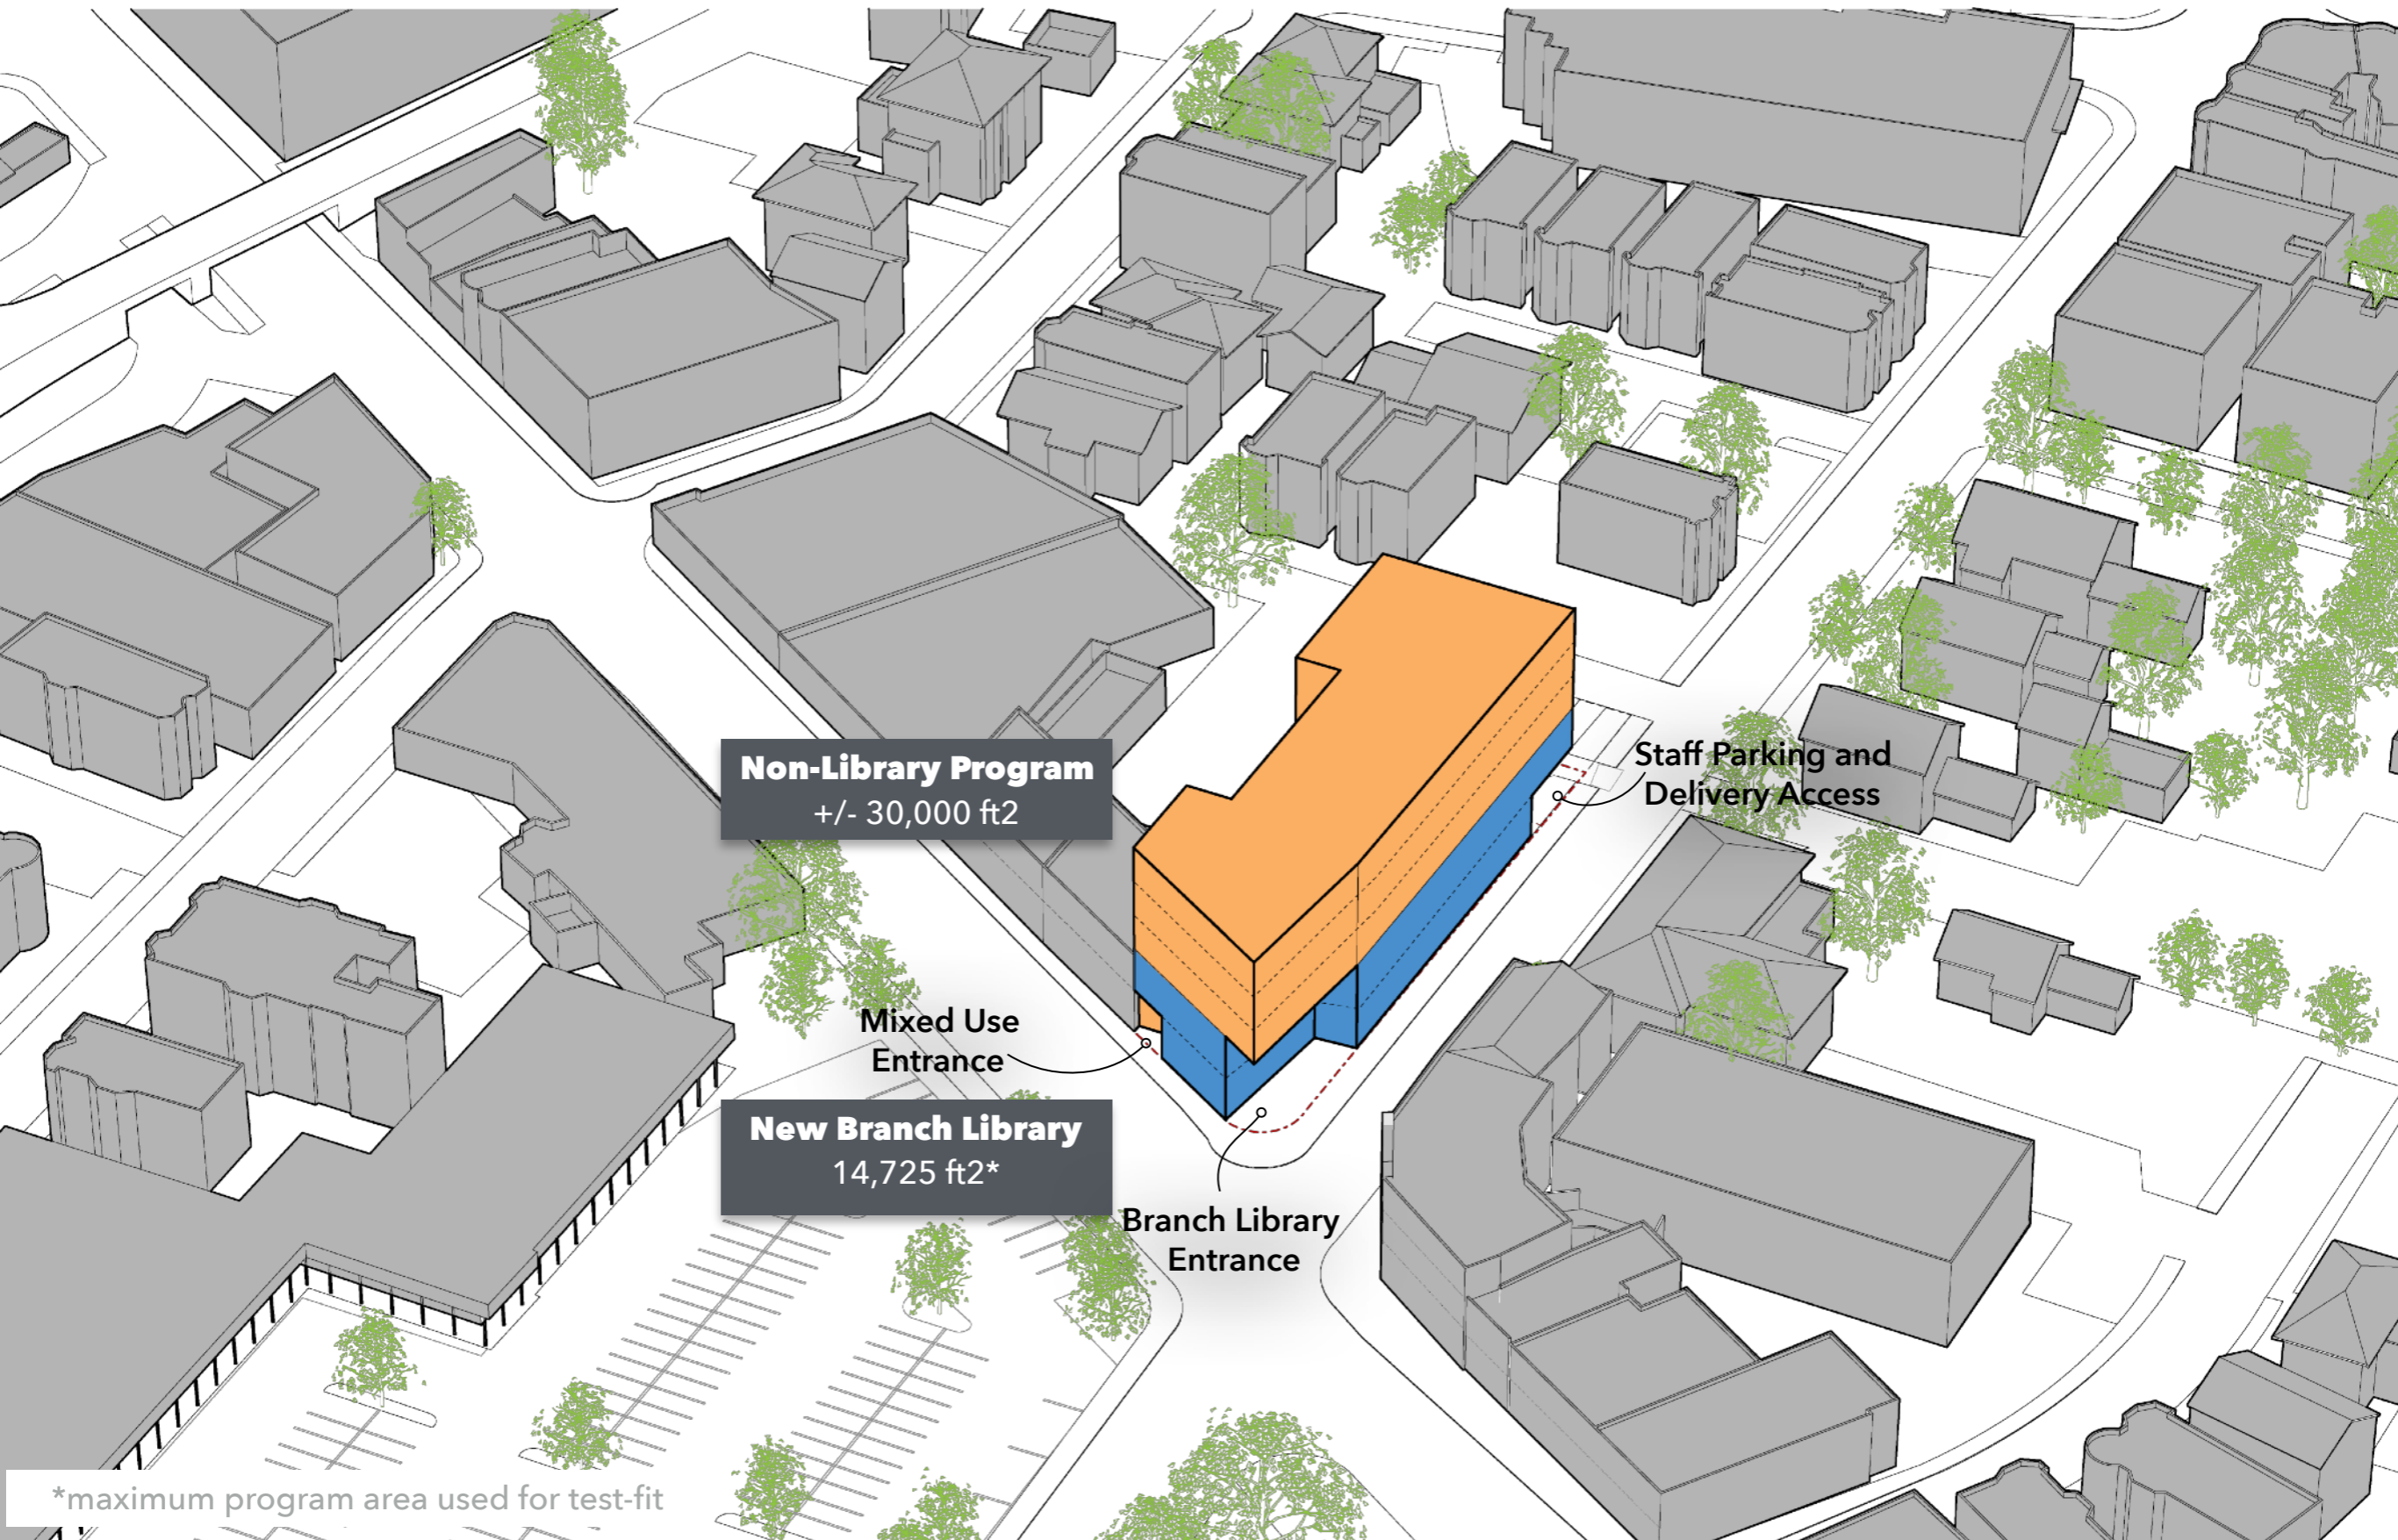 Non-Library Program
+/- 30,000 ft2
Staff Parking and
Delivery Access
Mixed Use
Entrance
New Branch Library
14,725 ft2*
Branch Library
Entrance
*maximum program area used for test-fit